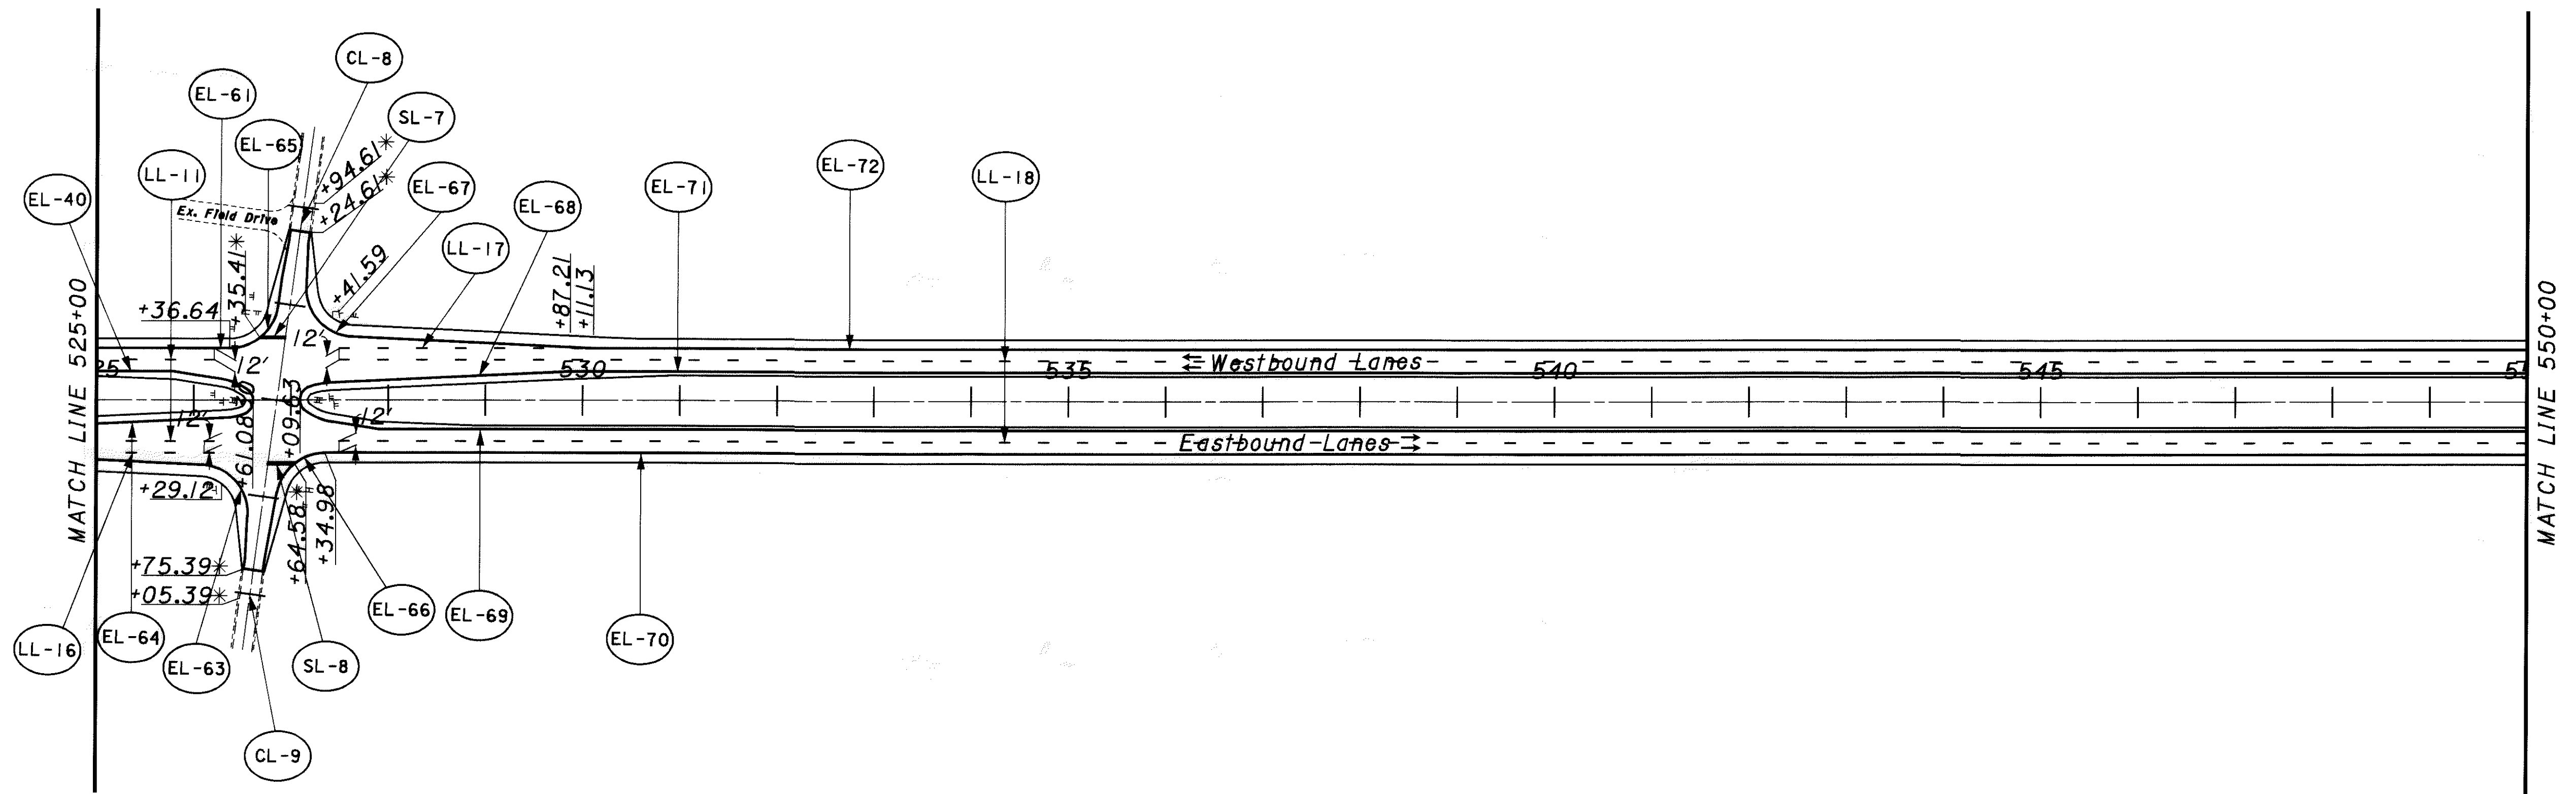 CL-8
EL-61
SL-7
EL-65
+94.61*
+24.61*
LL-11
EL-72
LL-18
EL-40
EL-67
EL-71
Ex. Field Drive
EL-68
LL-17
+35.41*
+41.59
+87.21
+11.13
+36.64
12'
12'
MATCH LINE 525+00
25
530
535
⇇ Westbound Lanes
540
545
55
MATCH LINE 550+00
12'
+61.08
+09.63
12'
Eastbound Lanes ⇉
+29.12
+64.58*
+34.98
+75.39*
+05.39*
EL-66
EL-69
EL-70
LL-16
EL-64
EL-63
SL-8
CL-9